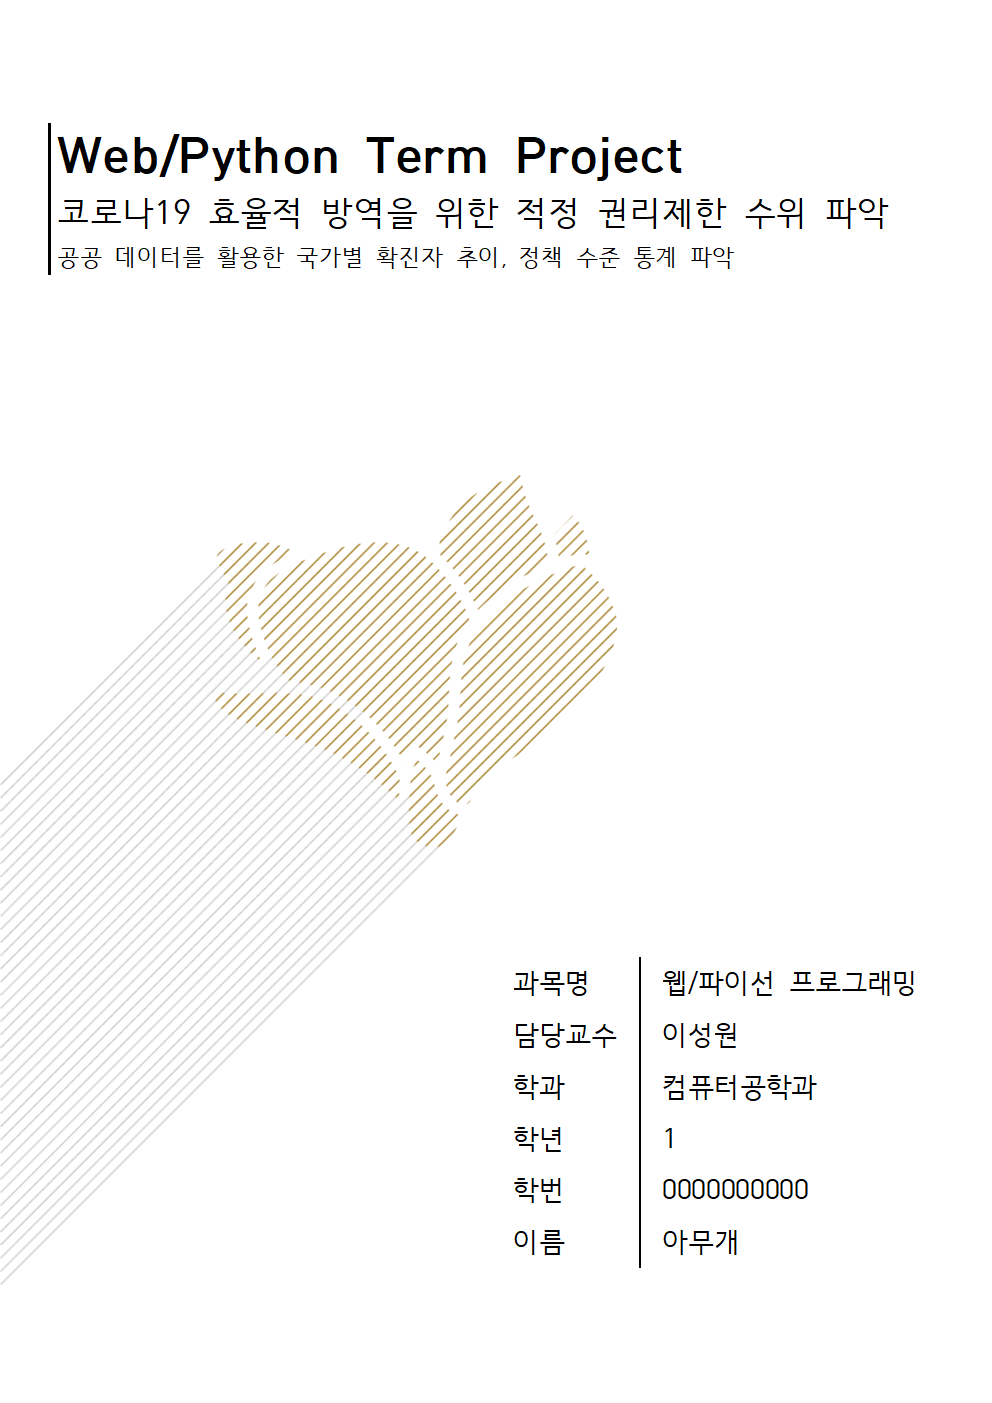 Web/Python Term Project
코로나19 효율적 방역을 위한 적정 권리제한 수위 파악
공공 데이터를 활용한 국가별 확진자 추이, 정책 수준 통계 파악
과목명 웹/파이선 프로그래밍
담당교수 이성원
학과 컴퓨터공학과
학년 1
학번 0000000000
이름 아무개